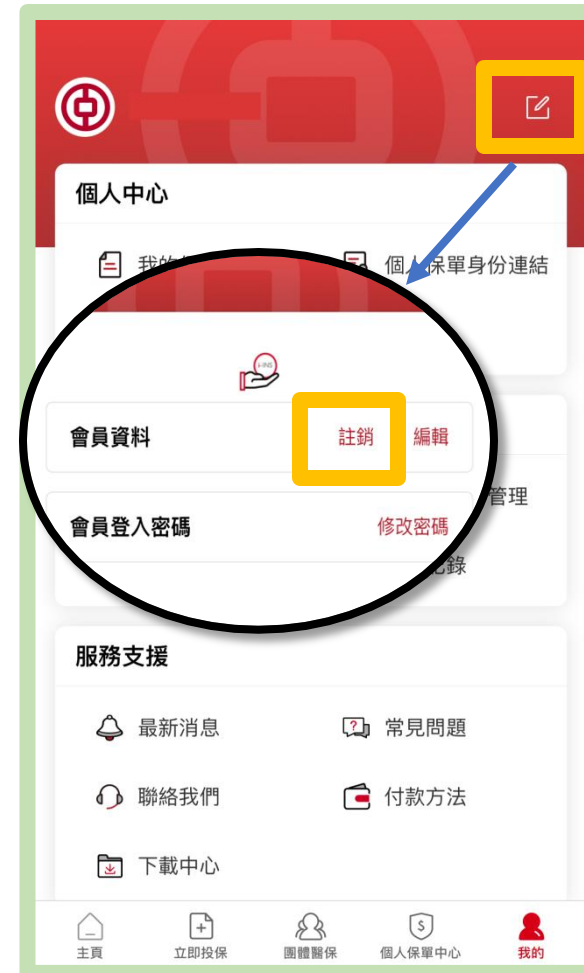 個人中心
個人保單身份連結
i-INS
會員資料 註銷 編輯
管理
會員登入密碼 修改密碼
錄
服務支援
最新消息 常見問題
聯絡我們 付款方法
下載中心
主頁 立即投保 團體醫保 個人保單中心 我的